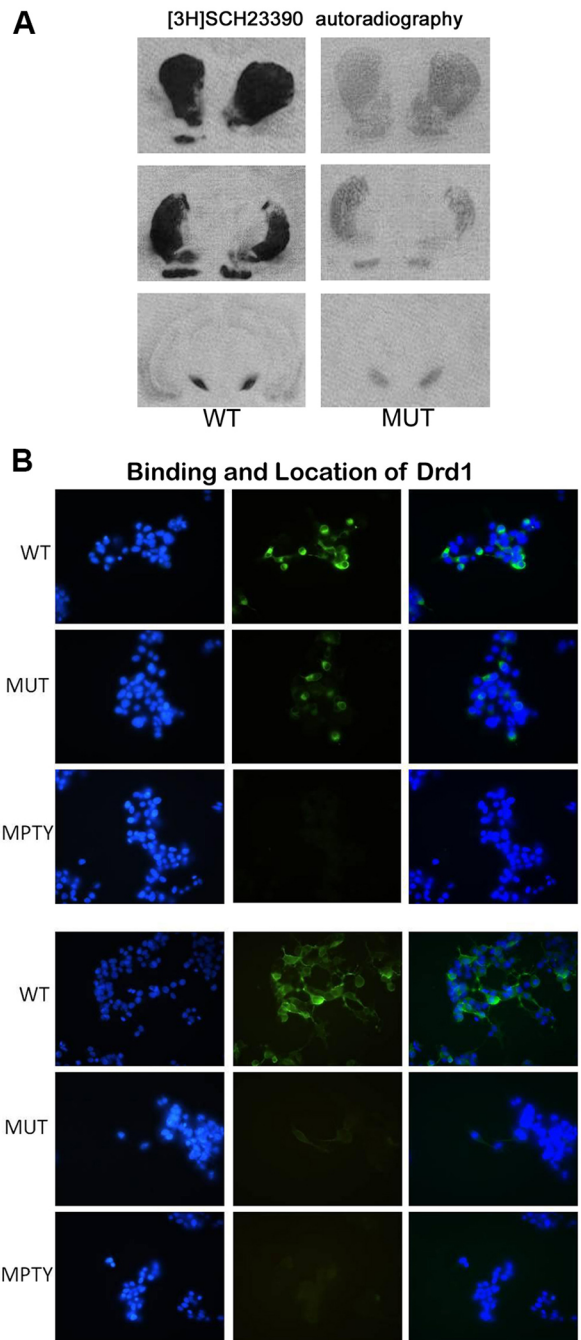 A
[3H]SCH23390 autoradiography
WT MUT
B
Binding and Location of Drd1
WT
MUT
MPTY
WT
MUT
MPTY